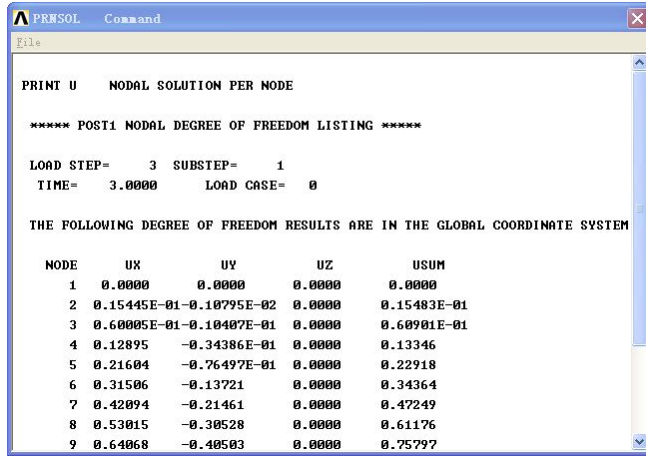 PRNSOL Command
File
PRINT U NODAL SOLUTION PER NODE
***** POST1 NODAL DEGREE OF FREEDOM LISTING *****
LOAD STEP= 3 SUBSTEP= 1
TIME= 3.0000 LOAD CASE= 0
THE FOLLOWING DEGREE OF FREEDOM RESULTS ARE IN THE GLOBAL COORDINATE SYSTEM
NODE UX UY UZ USUM
1 0.0000 0.0000 0.0000 0.0000
2 0.15445E-01-0.10795E-02 0.0000 0.15483E-01
3 0.60005E-01-0.10407E-01 0.0000 0.60901E-01
4 0.12895 -0.34386E-01 0.0000 0.13346
5 0.21604 -0.76497E-01 0.0000 0.22918
6 0.31506 -0.13721 0.0000 0.34364
7 0.42094 -0.21461 0.0000 0.47249
8 0.53015 -0.30528 0.0000 0.61176
9 0.64068 -0.40503 0.0000 0.75797